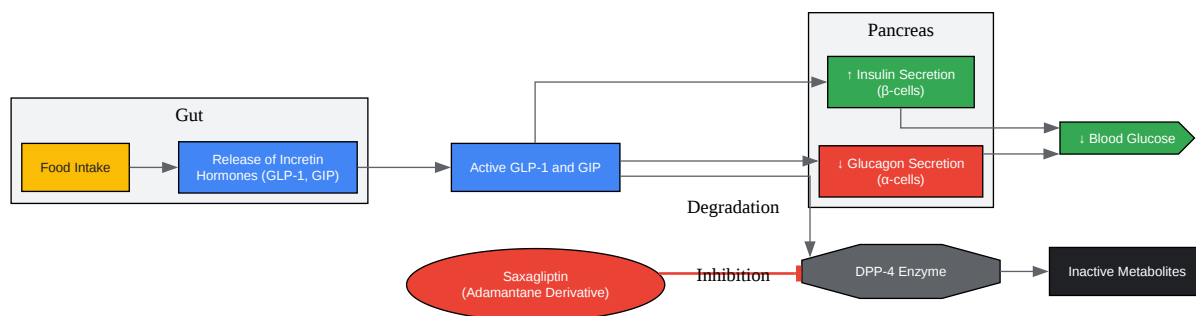 Pancreas
↑ Insulin Secretion
(β-cells)
Gut
Food Intake
Release of Incretin
Hormones (GLP-1, GIP)
Active GLP-1 and GIP
↓ Glucagon Secretion
(α-cells)
↓ Blood Glucose
Degradation
Saxagliptin
(Adamantane Derivative)
Inhibition
DPP-4 Enzyme
Inactive Metabolites